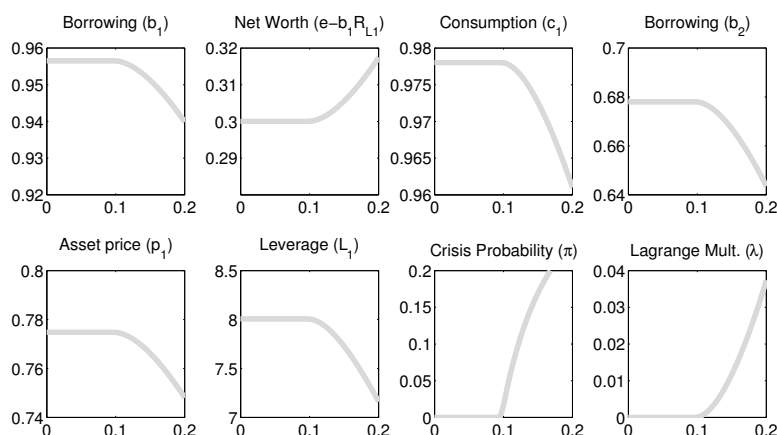 Borrowing (b1) Net Worth (e−b1RL1) Consumption (c1) Borrowing (b2)
0.96 0.32 0.98 0.7
0.95 0.31 0.975 0.68
0.94 0.3 0.97 0.66
0.93 0.29 0.965
0.92 0.96 0.64
0 0.1 0.2 0 0.1 0.2 0 0.1 0.2 0 0.1 0.2
Asset price (p1) Leverage (L1) Crisis Probability (π) Lagrange Mult. (λ)
0.8 8.5 0.2 0.04
0.78 8 0.15 0.03
0.76 7.5 0.1 0.02
0.05 0.01
0.74 7 0 0
0 0.1 0.2 0 0.1 0.2 0 0.1 0.2 0 0.1 0.2